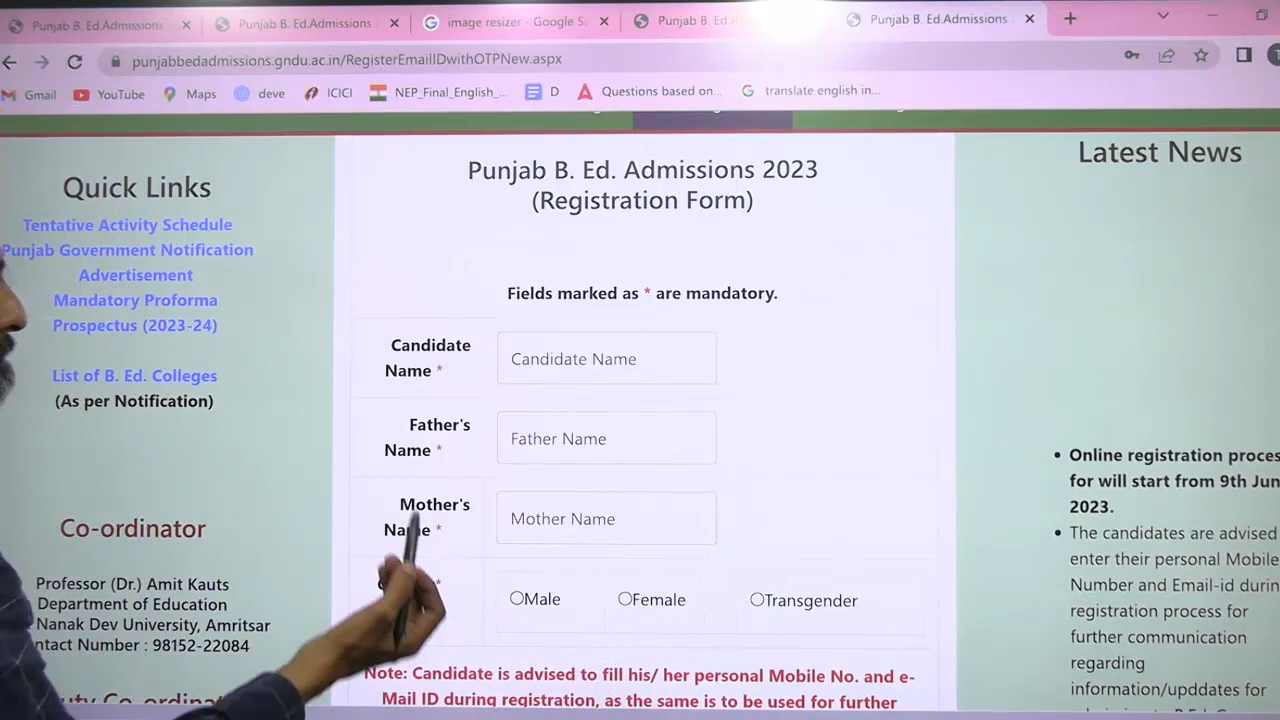 Punjab B. Ed.Admissions
Punjab B. Ed.Admissions
image resizer - Google S
Punjab B. Ed.
Punjab B. Ed.Admissions
punjabbedadmissions.gndu.ac.in/RegisterEmailIDwithOTPNew.aspx
Gmail
YouTube
Maps
deve
ICICI
NEP_Final_English_...
D
Questions based on...
translate english in...
Quick Links
Tentative Activity Schedule
Punjab Government Notification
Advertisement
Mandatory Proforma
Prospectus (2023-24)
List of B. Ed. Colleges
(As per Notification)
Co-ordinator
Professor (Dr.) Amit Kauts
Department of Education
Nanak Dev University, Amritsar
ntact Number : 98152-22084
Punjab B. Ed. Admissions 2023
(Registration Form)
Fields marked as * are mandatory.
Candidate
Name *
Candidate Name
Father's
Name *
Father Name
Mother's
Name *
Mother Name
*
Male
Female
Transgender
Note: Candidate is advised to fill his/ her personal Mobile No. and e-
Mail ID during registration, as the same is to be used for further
Latest News
• Online registration proces
for will start from 9th Jun
2023.
• The candidates are advised
enter their personal Mobile
Number and Email-id durin
registration process for
further communication
regarding
information/upddates for